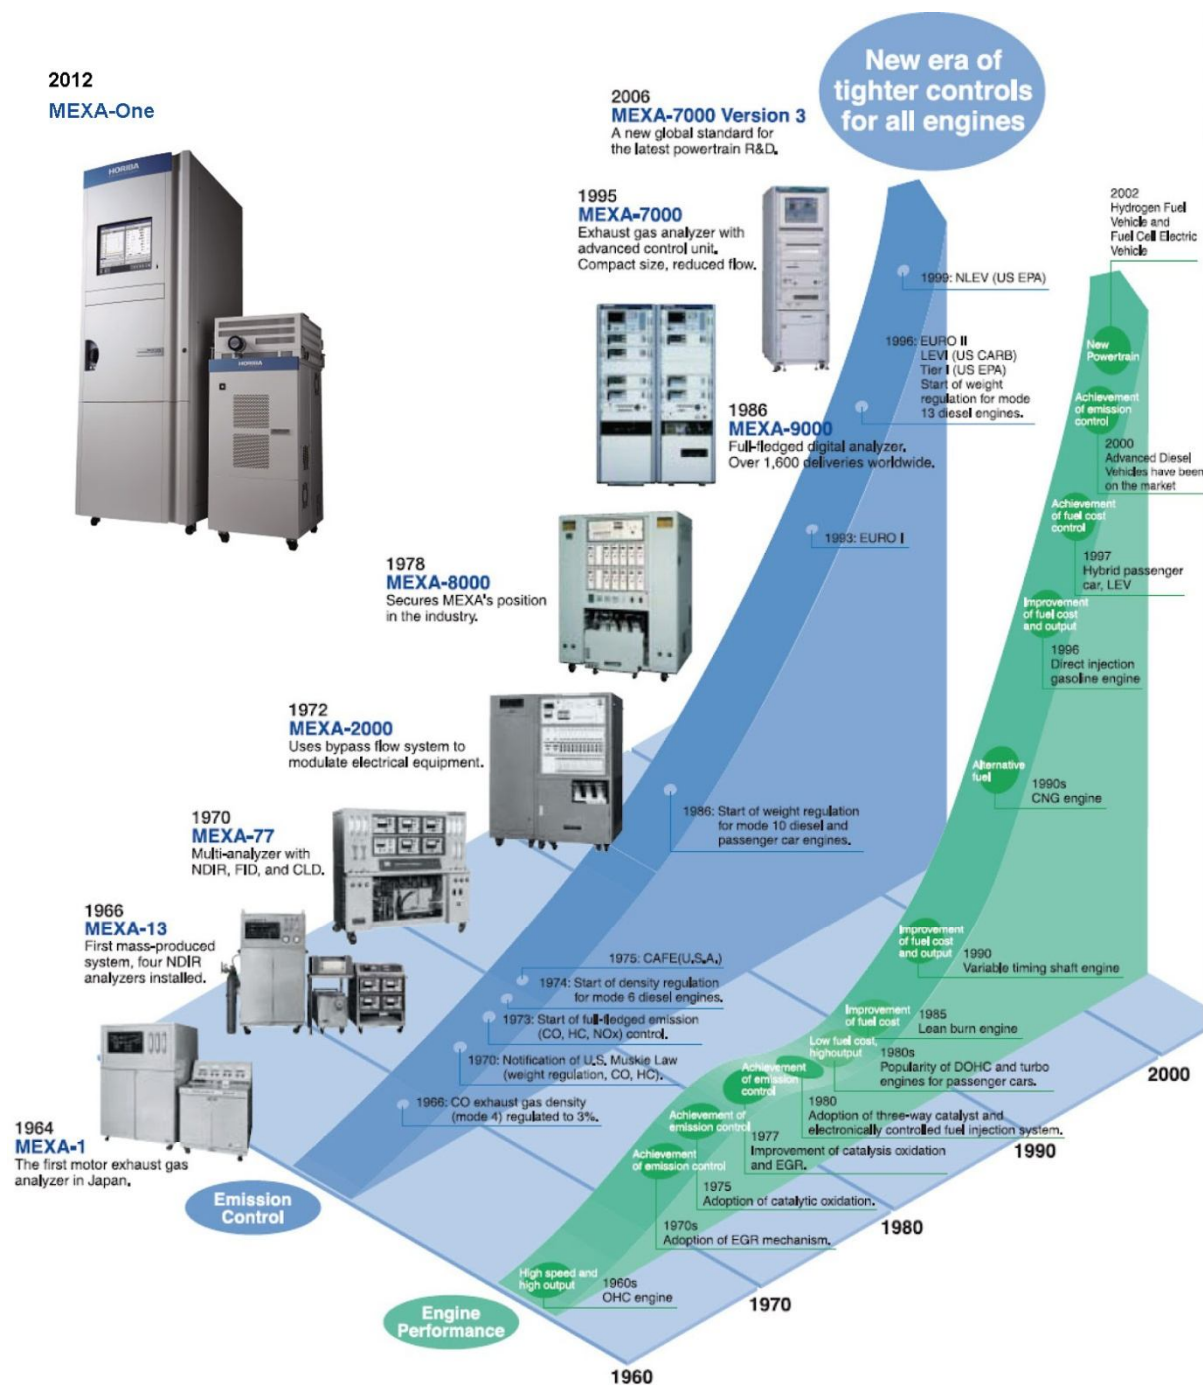 2012
MEXA-One
HORIBA
HORIBA
New era of
tighter controls
for all engines
2006
MEXA-7000 Version 3
A new global standard for
the latest powertrain R&D.
1995
MEXA-7000
Exhaust gas analyzer with
advanced control unit.
Compact size, reduced flow.
1986
MEXA-9000
Full-fledged digital analyzer.
Over 1,600 deliveries worldwide.
1978
MEXA-8000
Secures MEXA's position
in the industry.
1972
MEXA-2000
Uses bypass flow system to
modulate electrical equipment.
1970
MEXA-77
Multi-analyzer with
NDIR, FID, and CLD.
1966
MEXA-13
First mass-produced
system, four NDIR
analyzers installed.
1964
MEXA-1
The first motor exhaust gas
analyzer in Japan.
Emission
Control
1999: NLEV (US EPA)
1996: EURO II
LEVI (US CARB)
Tier I (US EPA)
Start of weight
regulation for mode
13 diesel engines.
1993: EURO I
1986: Start of weight regulation
for mode 10 diesel and
passenger car engines.
1975: CAFE(U.S.A.)
1974: Start of density regulation
for mode 6 diesel engines.
1973: Start of full-fledged emission
(CO, HC, NOx) control.
1970: Notification of U.S. Muskie Law
(weight regulation, CO, HC).
1966: CO exhaust gas density
(mode 4) regulated to 3%.
2002
Hydrogen Fuel
Vehicle and
Fuel Cell Electric
Vehicle
New
Powertrain
Achievement
of emission
control
2000
Advanced Diesel
Vehicles have been
on the market
Achievement
of fuel cost
control
1997
Hybrid passenger
car, LEV
Improvement
of fuel cost
and output
1996
Direct injection
gasoline engine
Alternative
fuel
1990s
CNG engine
Improvement
of fuel cost
and output
1990
Variable timing shaft engine
Improvement
of fuel cost
1985
Lean burn engine
Low fuel cost,
highoutput
1980s
Popularity of DOHC and turbo
engines for passenger cars.
Achievement
of emission
control
1980
Adoption of three-way catalyst and
electronically controlled fuel injection system.
Achievement of
emission control
1977
Improvement of catalysis oxidation
and EGR.
Achievement
of emission control
1975
Adoption of catalytic oxidation.
1970s
Adoption of EGR mechanism.
High speed and
high output
1960s
OHC engine
Engine
Performance
1960
1970
1980
1990
2000